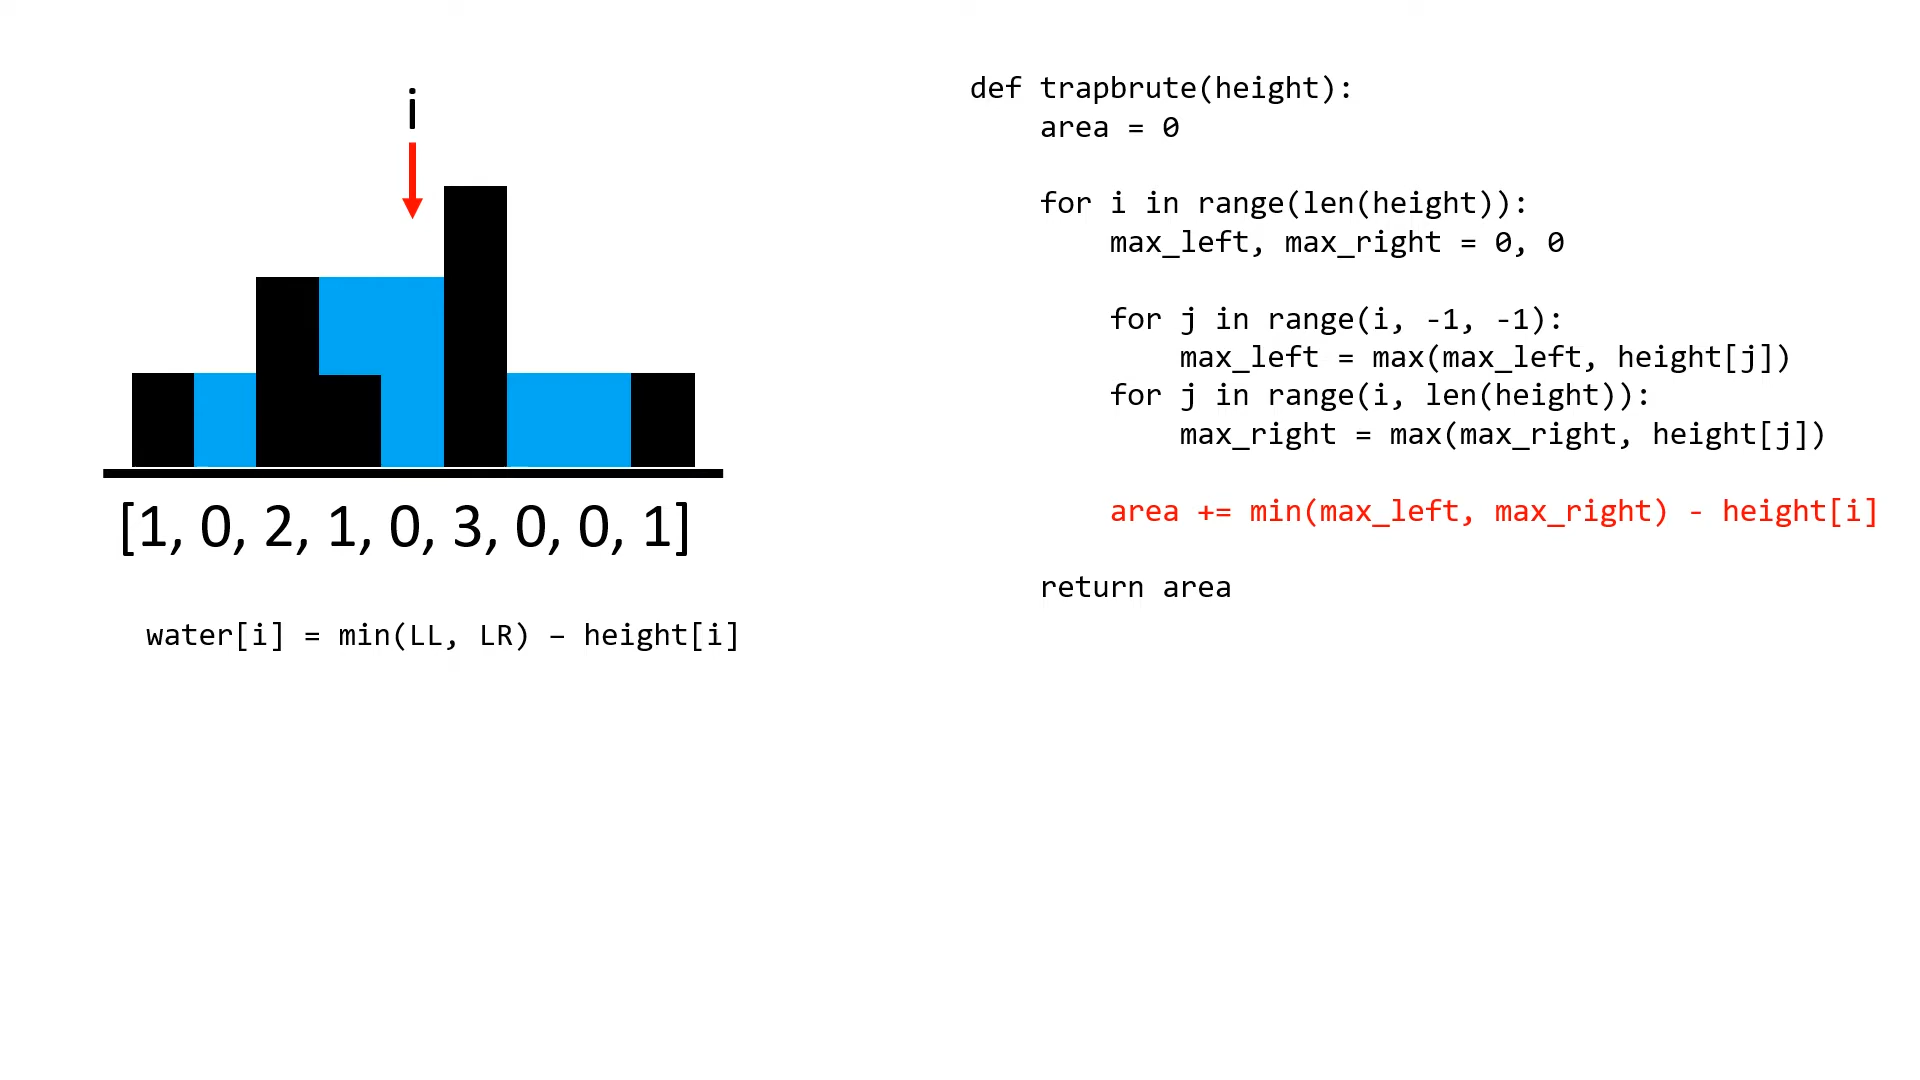 i
[1, 0, 2, 1, 0, 3, 0, 0, 1]
water[i] = min(LL, LR) – height[i]
def trapbrute(height):
    area = 0
    for i in range(len(height)):
        max_left, max_right = 0, 0
        for j in range(i, -1, -1):
            max_left = max(max_left, height[j])
        for j in range(i, len(height)):
            max_right = max(max_right, height[j])
        area += min(max_left, max_right) - height[i]
    return area